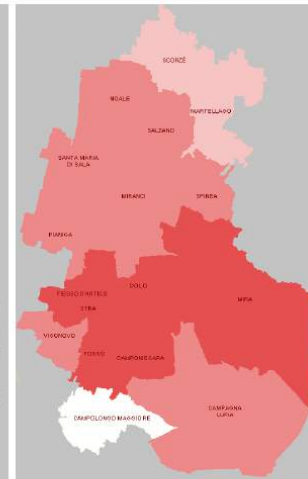 SCORZÈ
NOALE
MARTELLAGO
SALZANO
SANTA MARIA
DI SALA
MIRANO
SPINEA
PIANIGA
DOLO
FIESSO D'ARTICO
MIRA
STRA
VIGONOVO
FOSSO
CAMPONOGARA
CAMPAGNA
LUPIA
CAMPOLONGO MAGGIORE